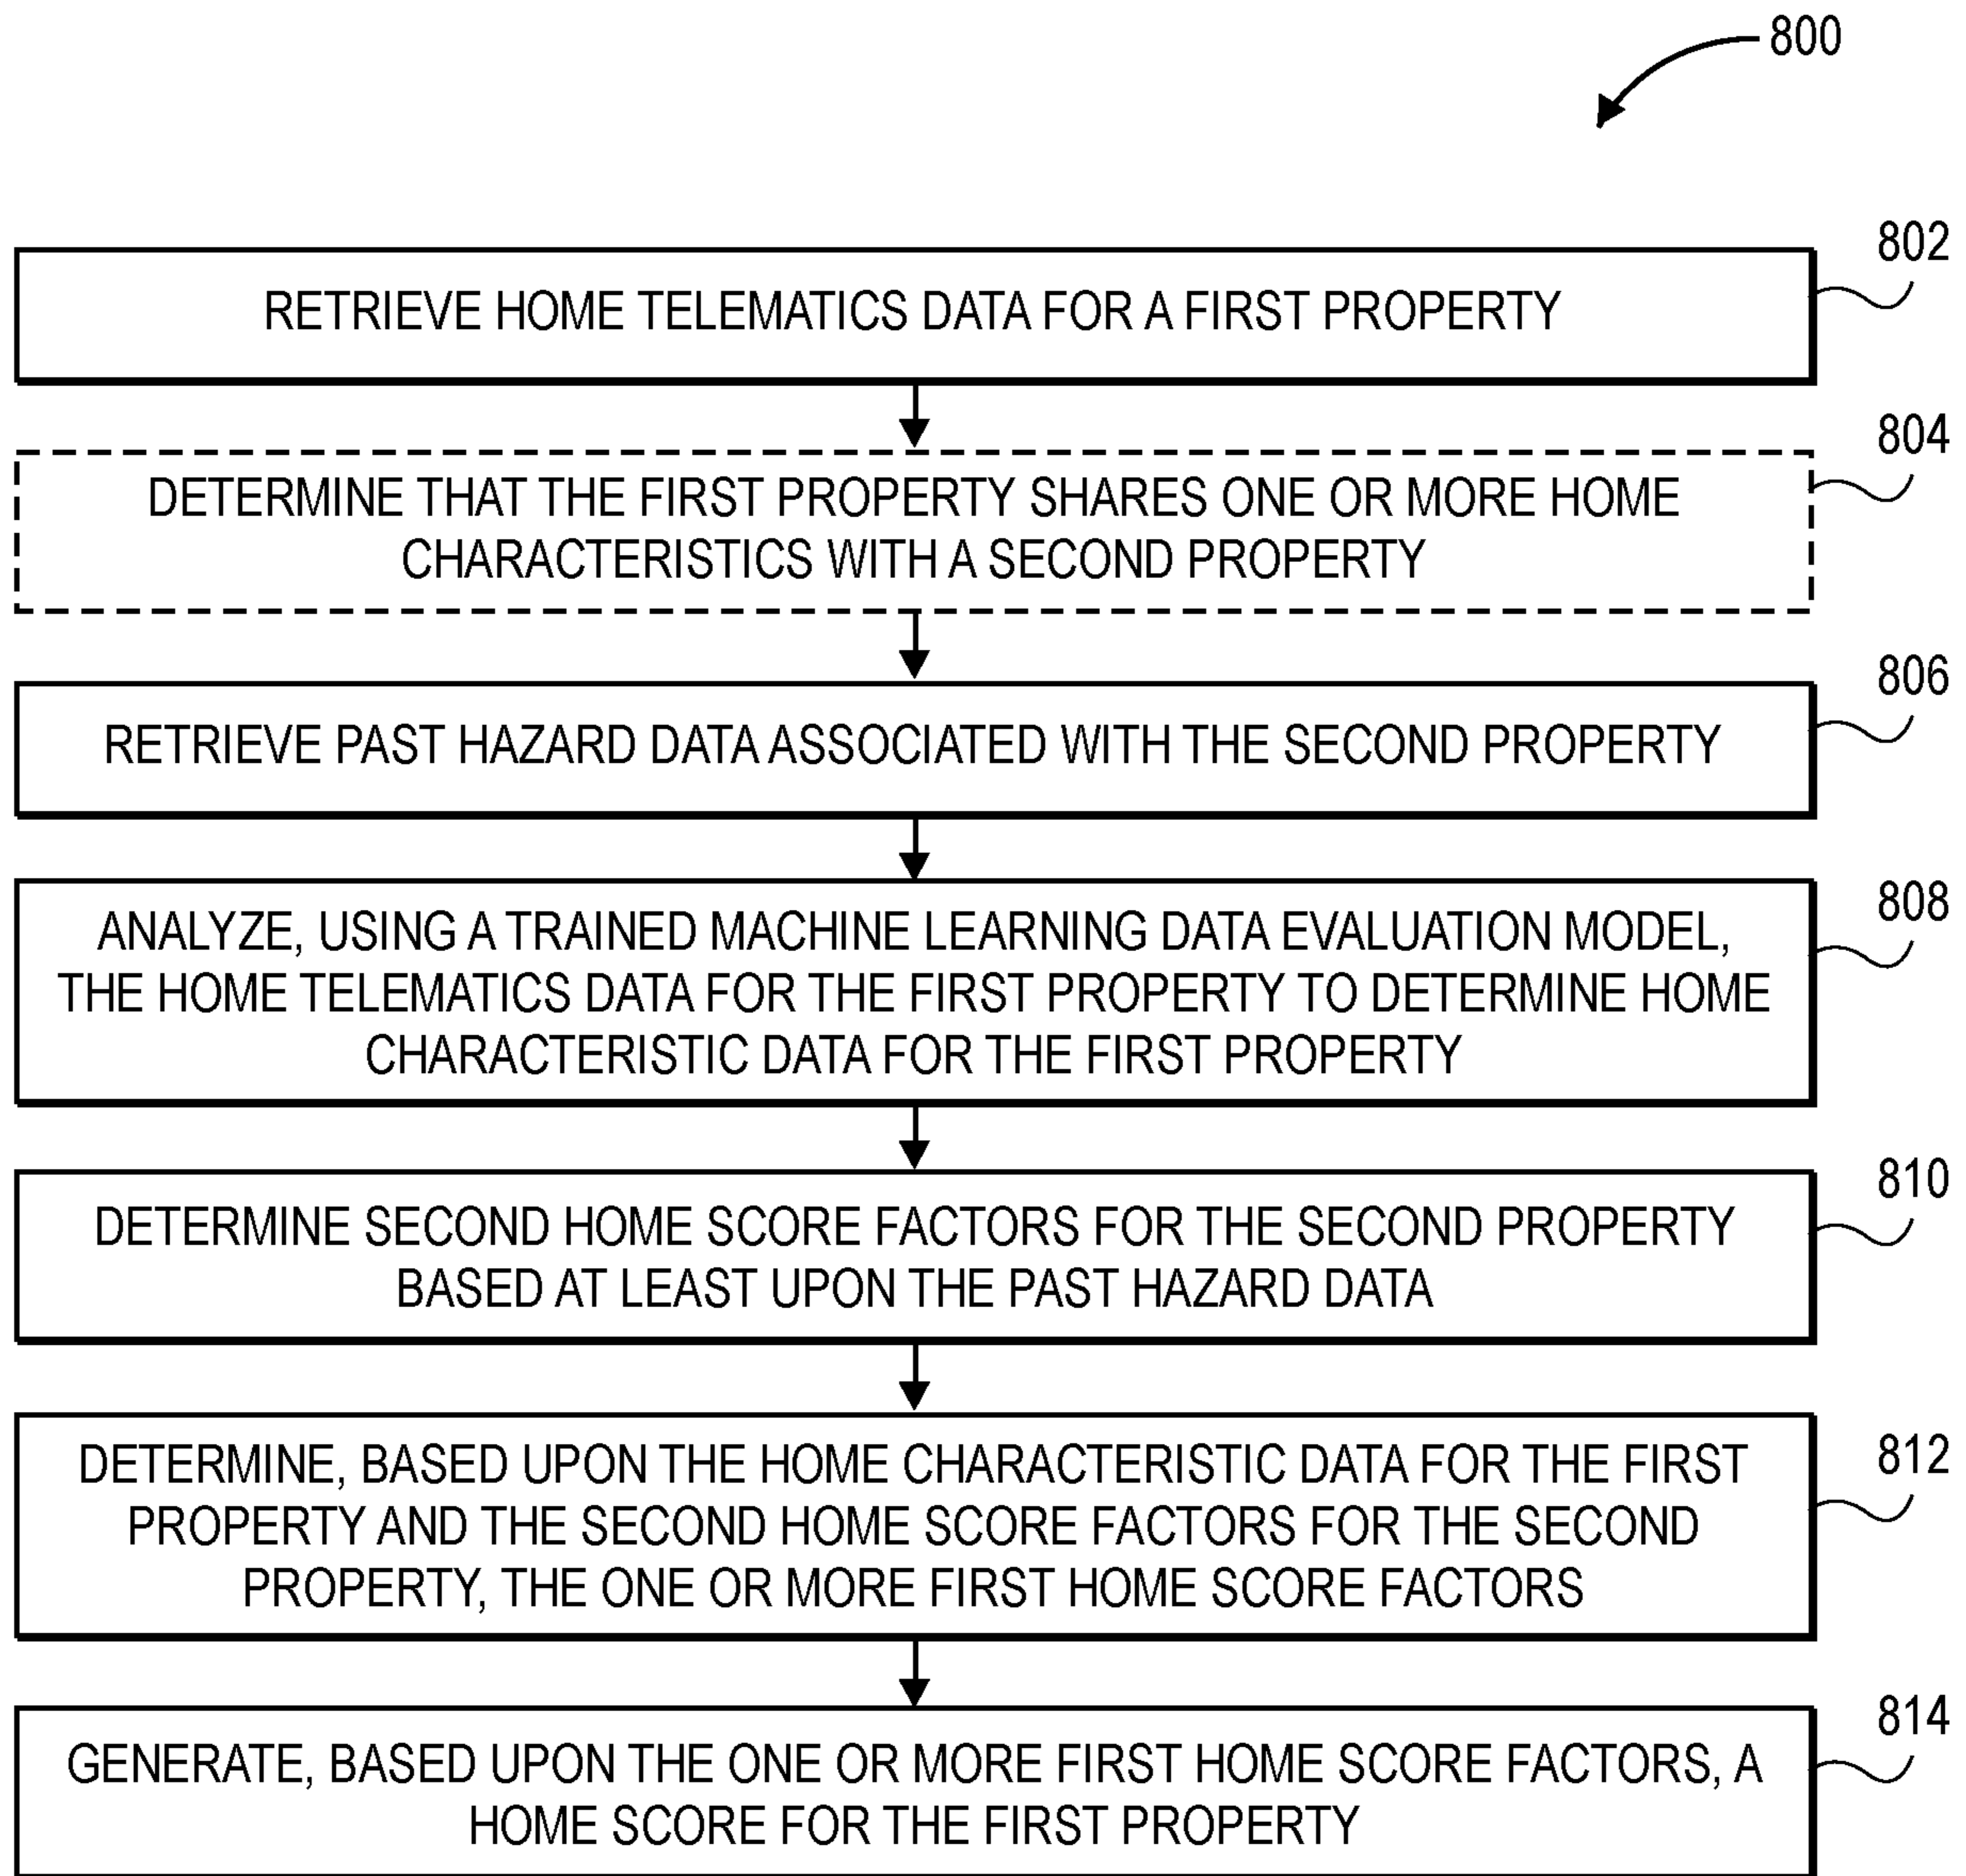 800
802
RETRIEVE HOME TELEMATICS DATA FOR A FIRST PROPERTY
804
DETERMINE THAT THE FIRST PROPERTY SHARES ONE OR MORE HOME
CHARACTERISTICS WITH A SECOND PROPERTY
806
RETRIEVE PAST HAZARD DATA ASSOCIATED WITH THE SECOND PROPERTY
808
ANALYZE, USING A TRAINED MACHINE LEARNING DATA EVALUATION MODEL,
THE HOME TELEMATICS DATA FOR THE FIRST PROPERTY TO DETERMINE HOME
CHARACTERISTIC DATA FOR THE FIRST PROPERTY
810
DETERMINE SECOND HOME SCORE FACTORS FOR THE SECOND PROPERTY
BASED AT LEAST UPON THE PAST HAZARD DATA
812
DETERMINE, BASED UPON THE HOME CHARACTERISTIC DATA FOR THE FIRST
PROPERTY AND THE SECOND HOME SCORE FACTORS FOR THE SECOND
PROPERTY, THE ONE OR MORE FIRST HOME SCORE FACTORS
814
GENERATE, BASED UPON THE ONE OR MORE FIRST HOME SCORE FACTORS, A
HOME SCORE FOR THE FIRST PROPERTY